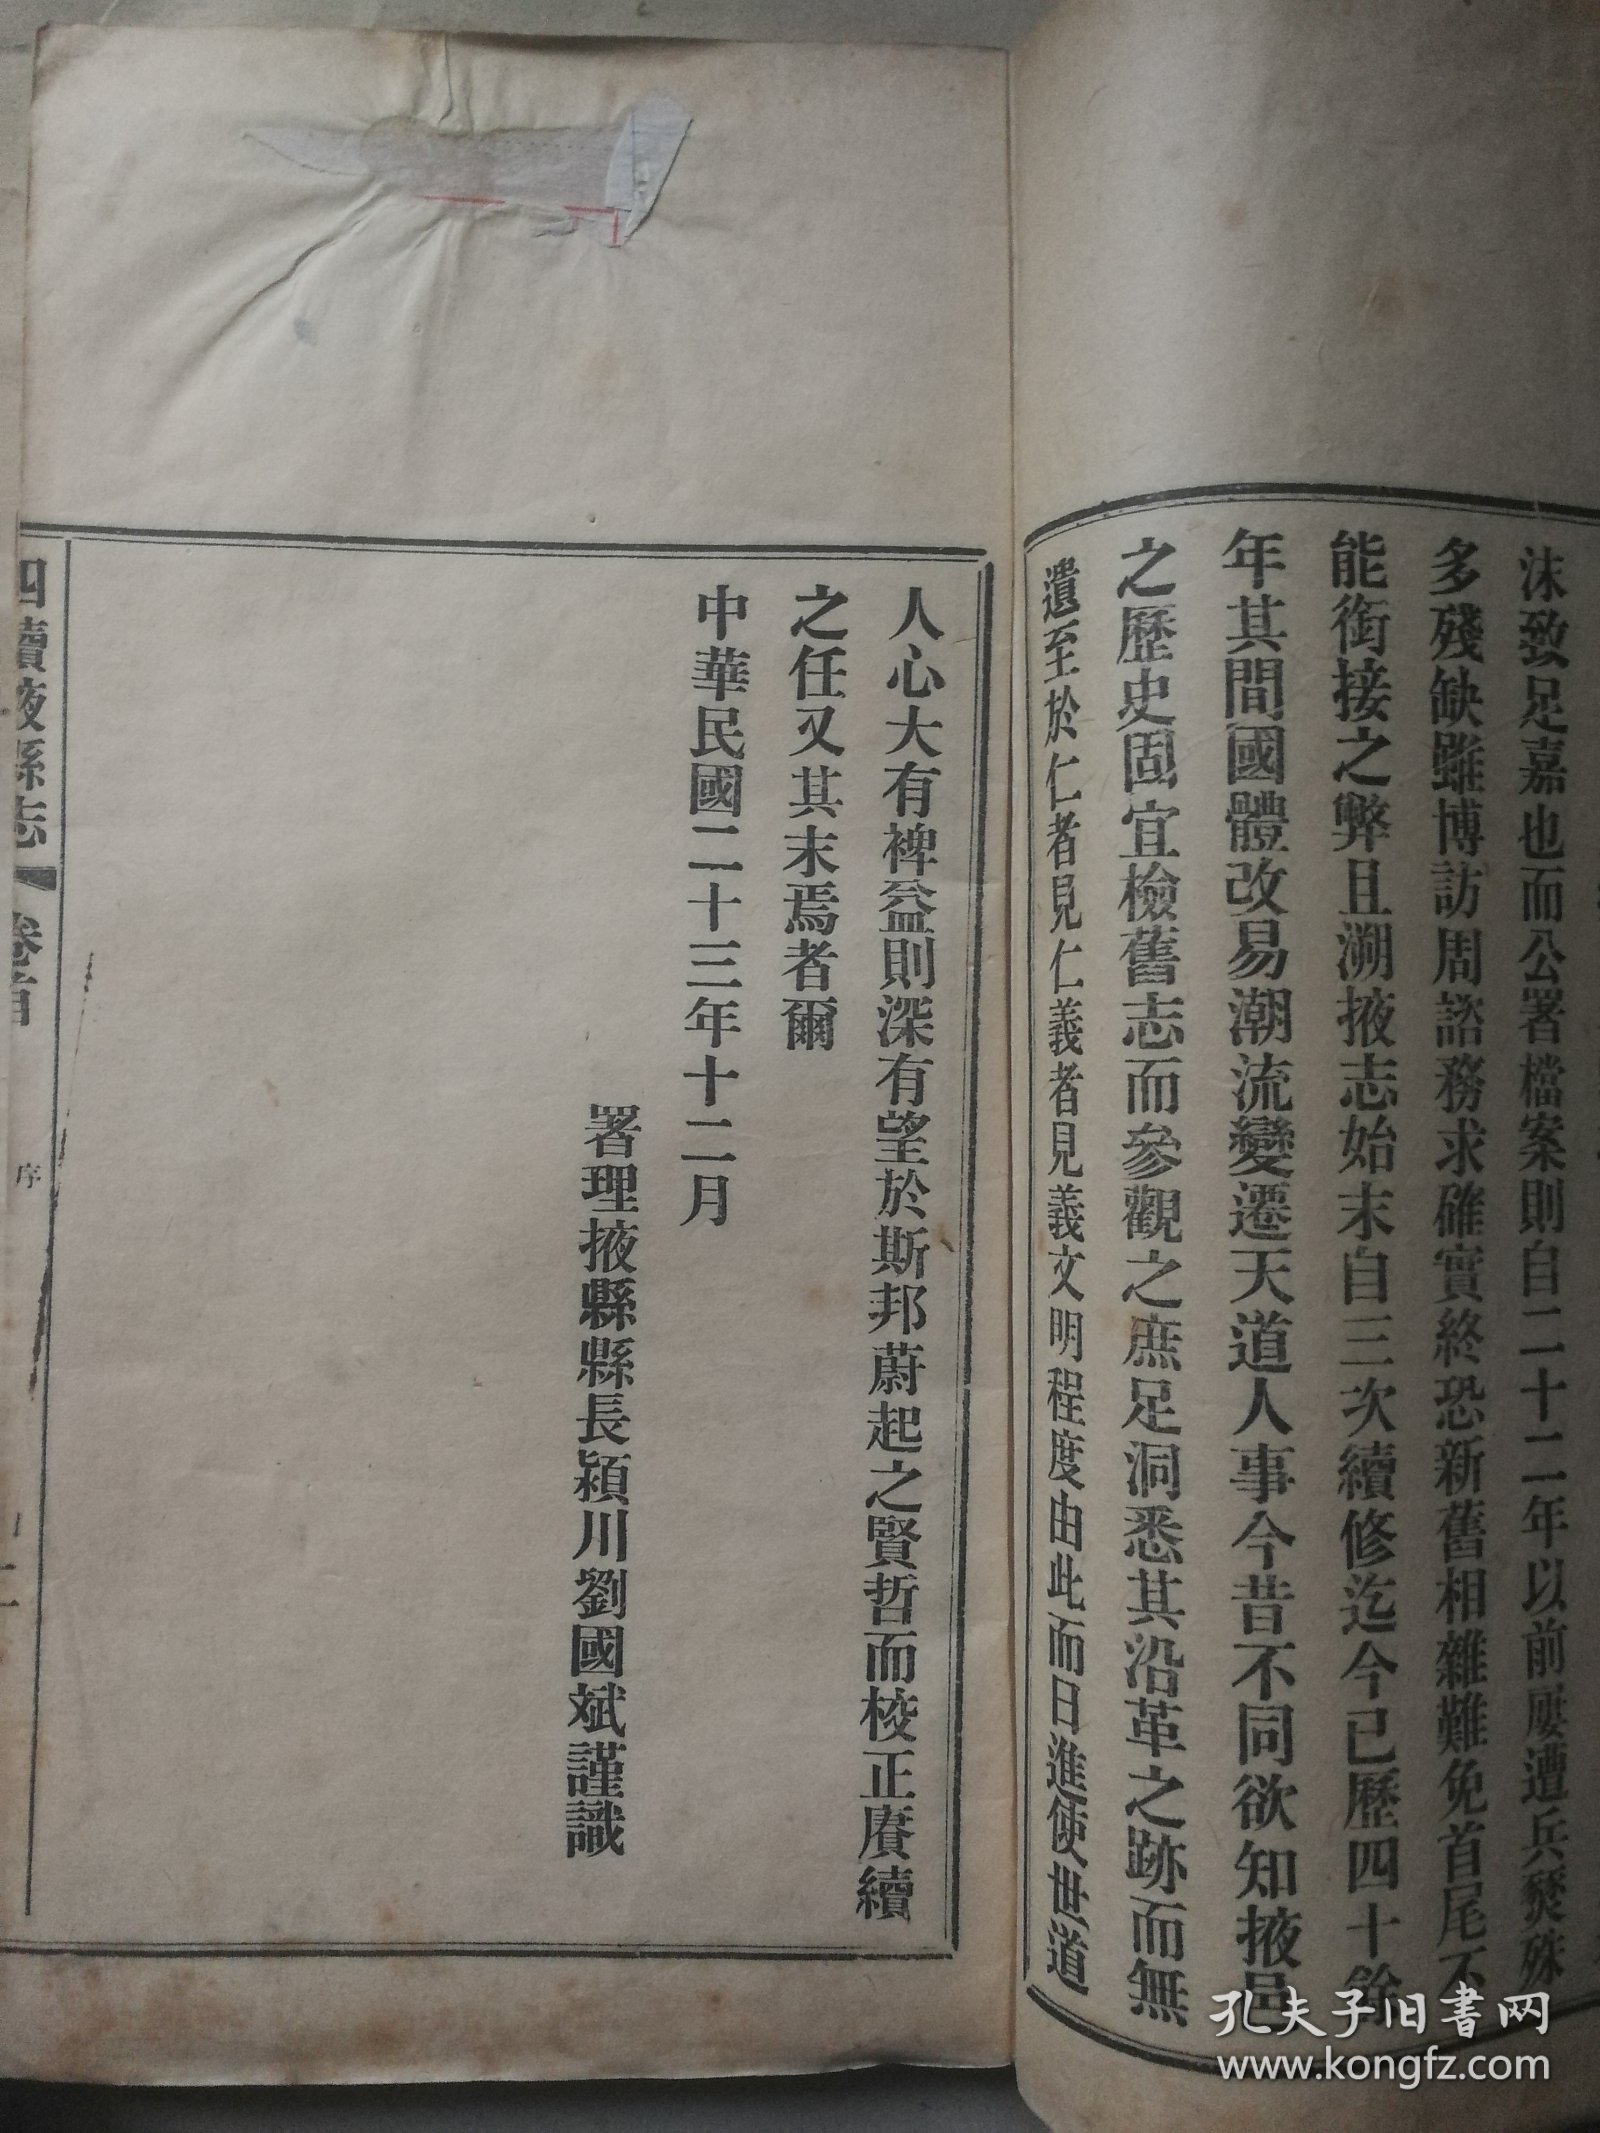 沫致足嘉也而公署檔案則自二十二年以前屢遭兵燹殊
多殘缺雖博訪周諮務求確實終恐新舊相雜難免首尾不
能銜接之弊且溯掖志始末自三次續修迄今已歷四十餘
年其間國體改易潮流變遷天道人事今昔不同欲知掖邑
之歷史固宜檢舊志而參觀之庶足洞悉其沿革之跡而無
遺至於仁者見仁義者見義文明程度由此而日進使世道
人心大有裨益則深有望於斯邦蔚起之賢哲而校正賡續
之任又其末焉者爾
中華民國二十三年十二月
署理掖縣縣長潁川劉國斌謹識
四續掖縣志 卷首 序
孔夫子旧书网
www.kongfz.com